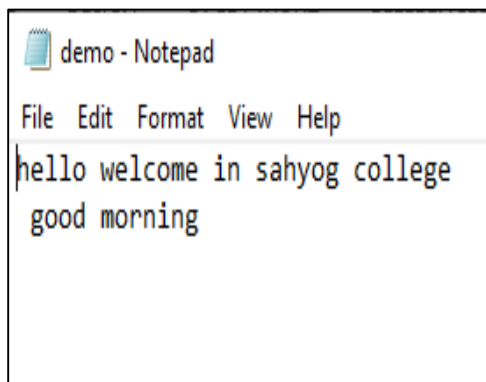 demo - Notepad
File Edit Format View Help
hello welcome in sahyog college
good morning